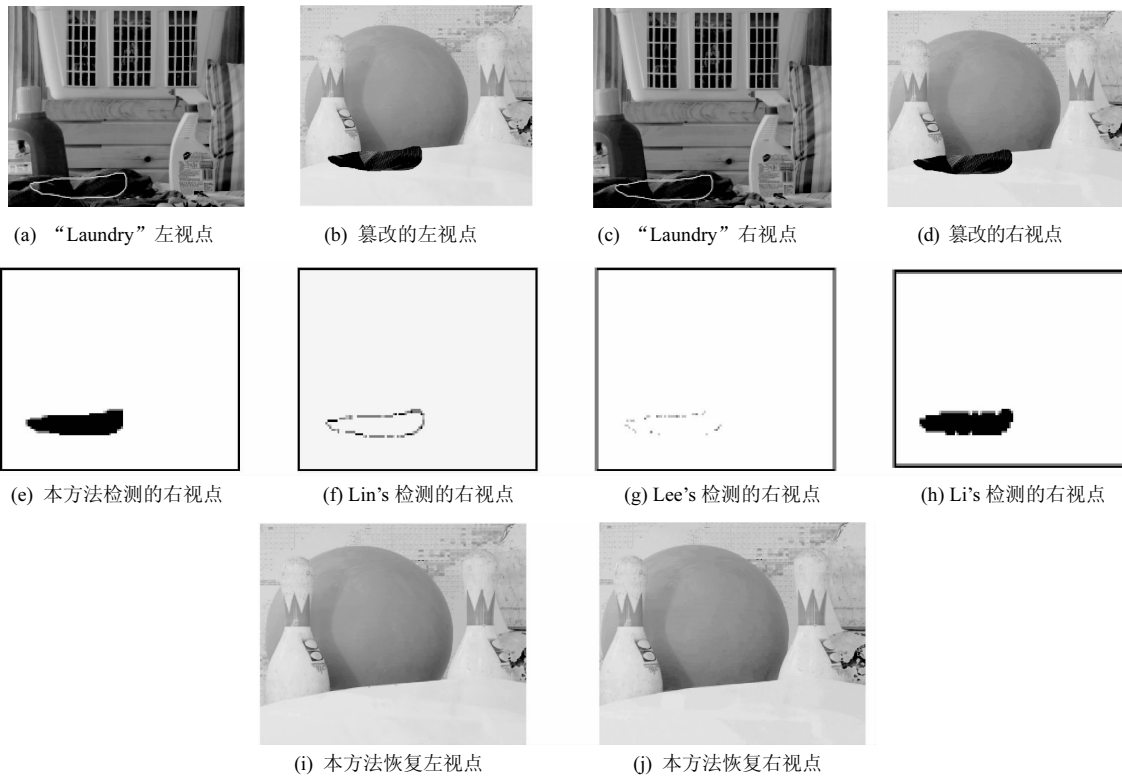 (a) “Laundry”左视点
(b) 篡改的左视点
(c) “Laundry”右视点
(d) 篡改的右视点
(e) 本方法检测的右视点
(f) Lin's 检测的右视点
(g) Lee's 检测的右视点
(h) Li's 检测的右视点
(i) 本方法恢复左视点
(j) 本方法恢复右视点